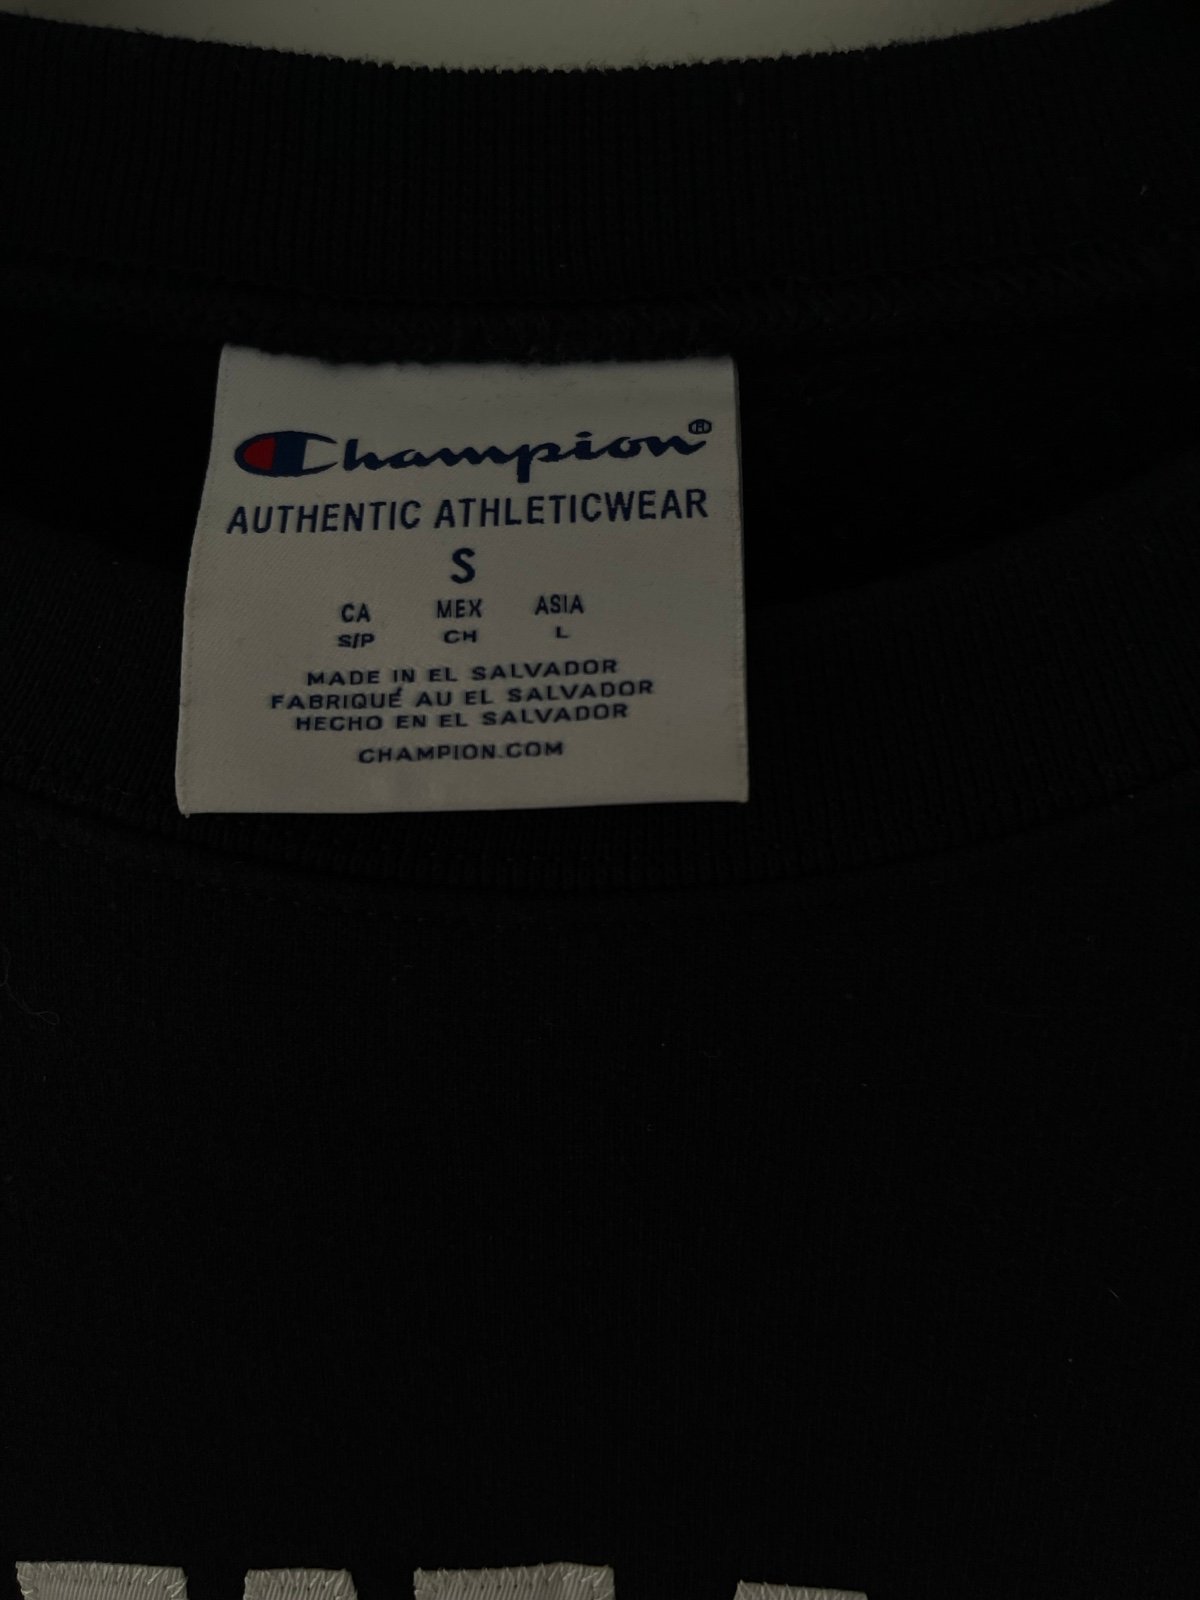 Champion®
AUTHENTIC ATHLETICWEAR
S
CA MEX ASIA
S/P CH L
MADE IN EL SALVADOR
FABRIQUÉ AU EL SALVADOR
HECHO EN EL SALVADOR
CHAMPION.COM